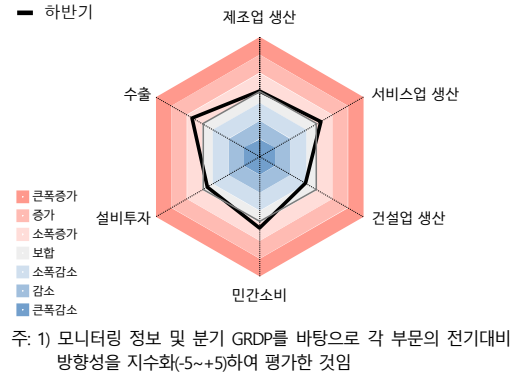 하반기
제조업 생산
수출
서비스업 생산
큰폭증가
증가
소폭증가
보합
소폭감소
감소
큰폭감소
설비투자
건설업 생산
민간소비
주: 1) 모니터링 정보 및 분기 GRDP를 바탕으로 각 부문의 전기대비
방향성을 지수화(-5~+5)하여 평가한 것임